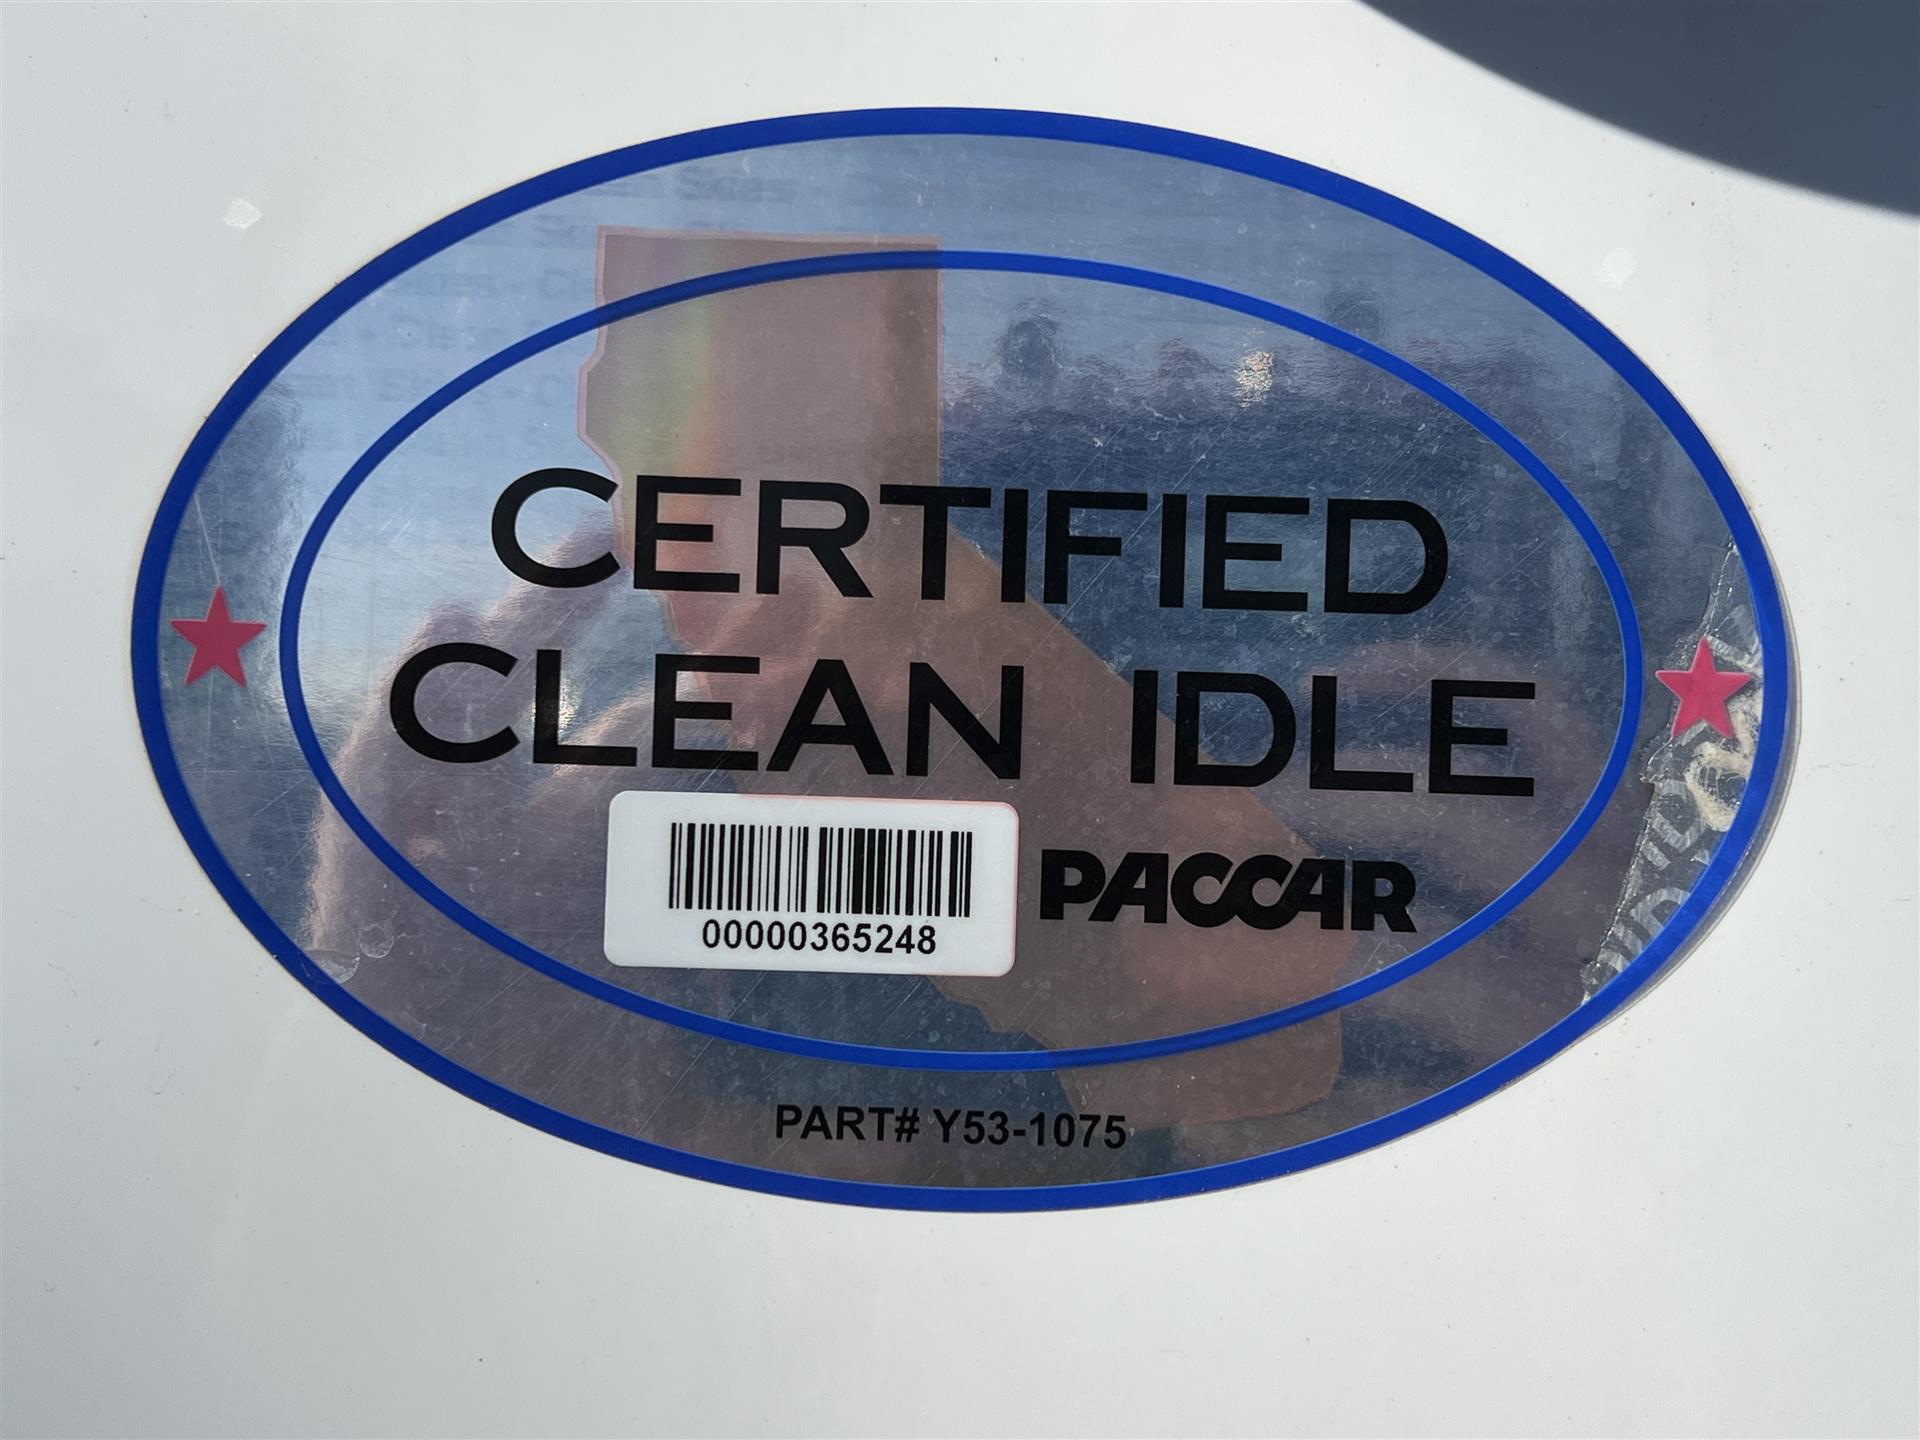 CERTIFIED
CLEAN IDLE
PACCAR
00000365248
PART# Y53-1075